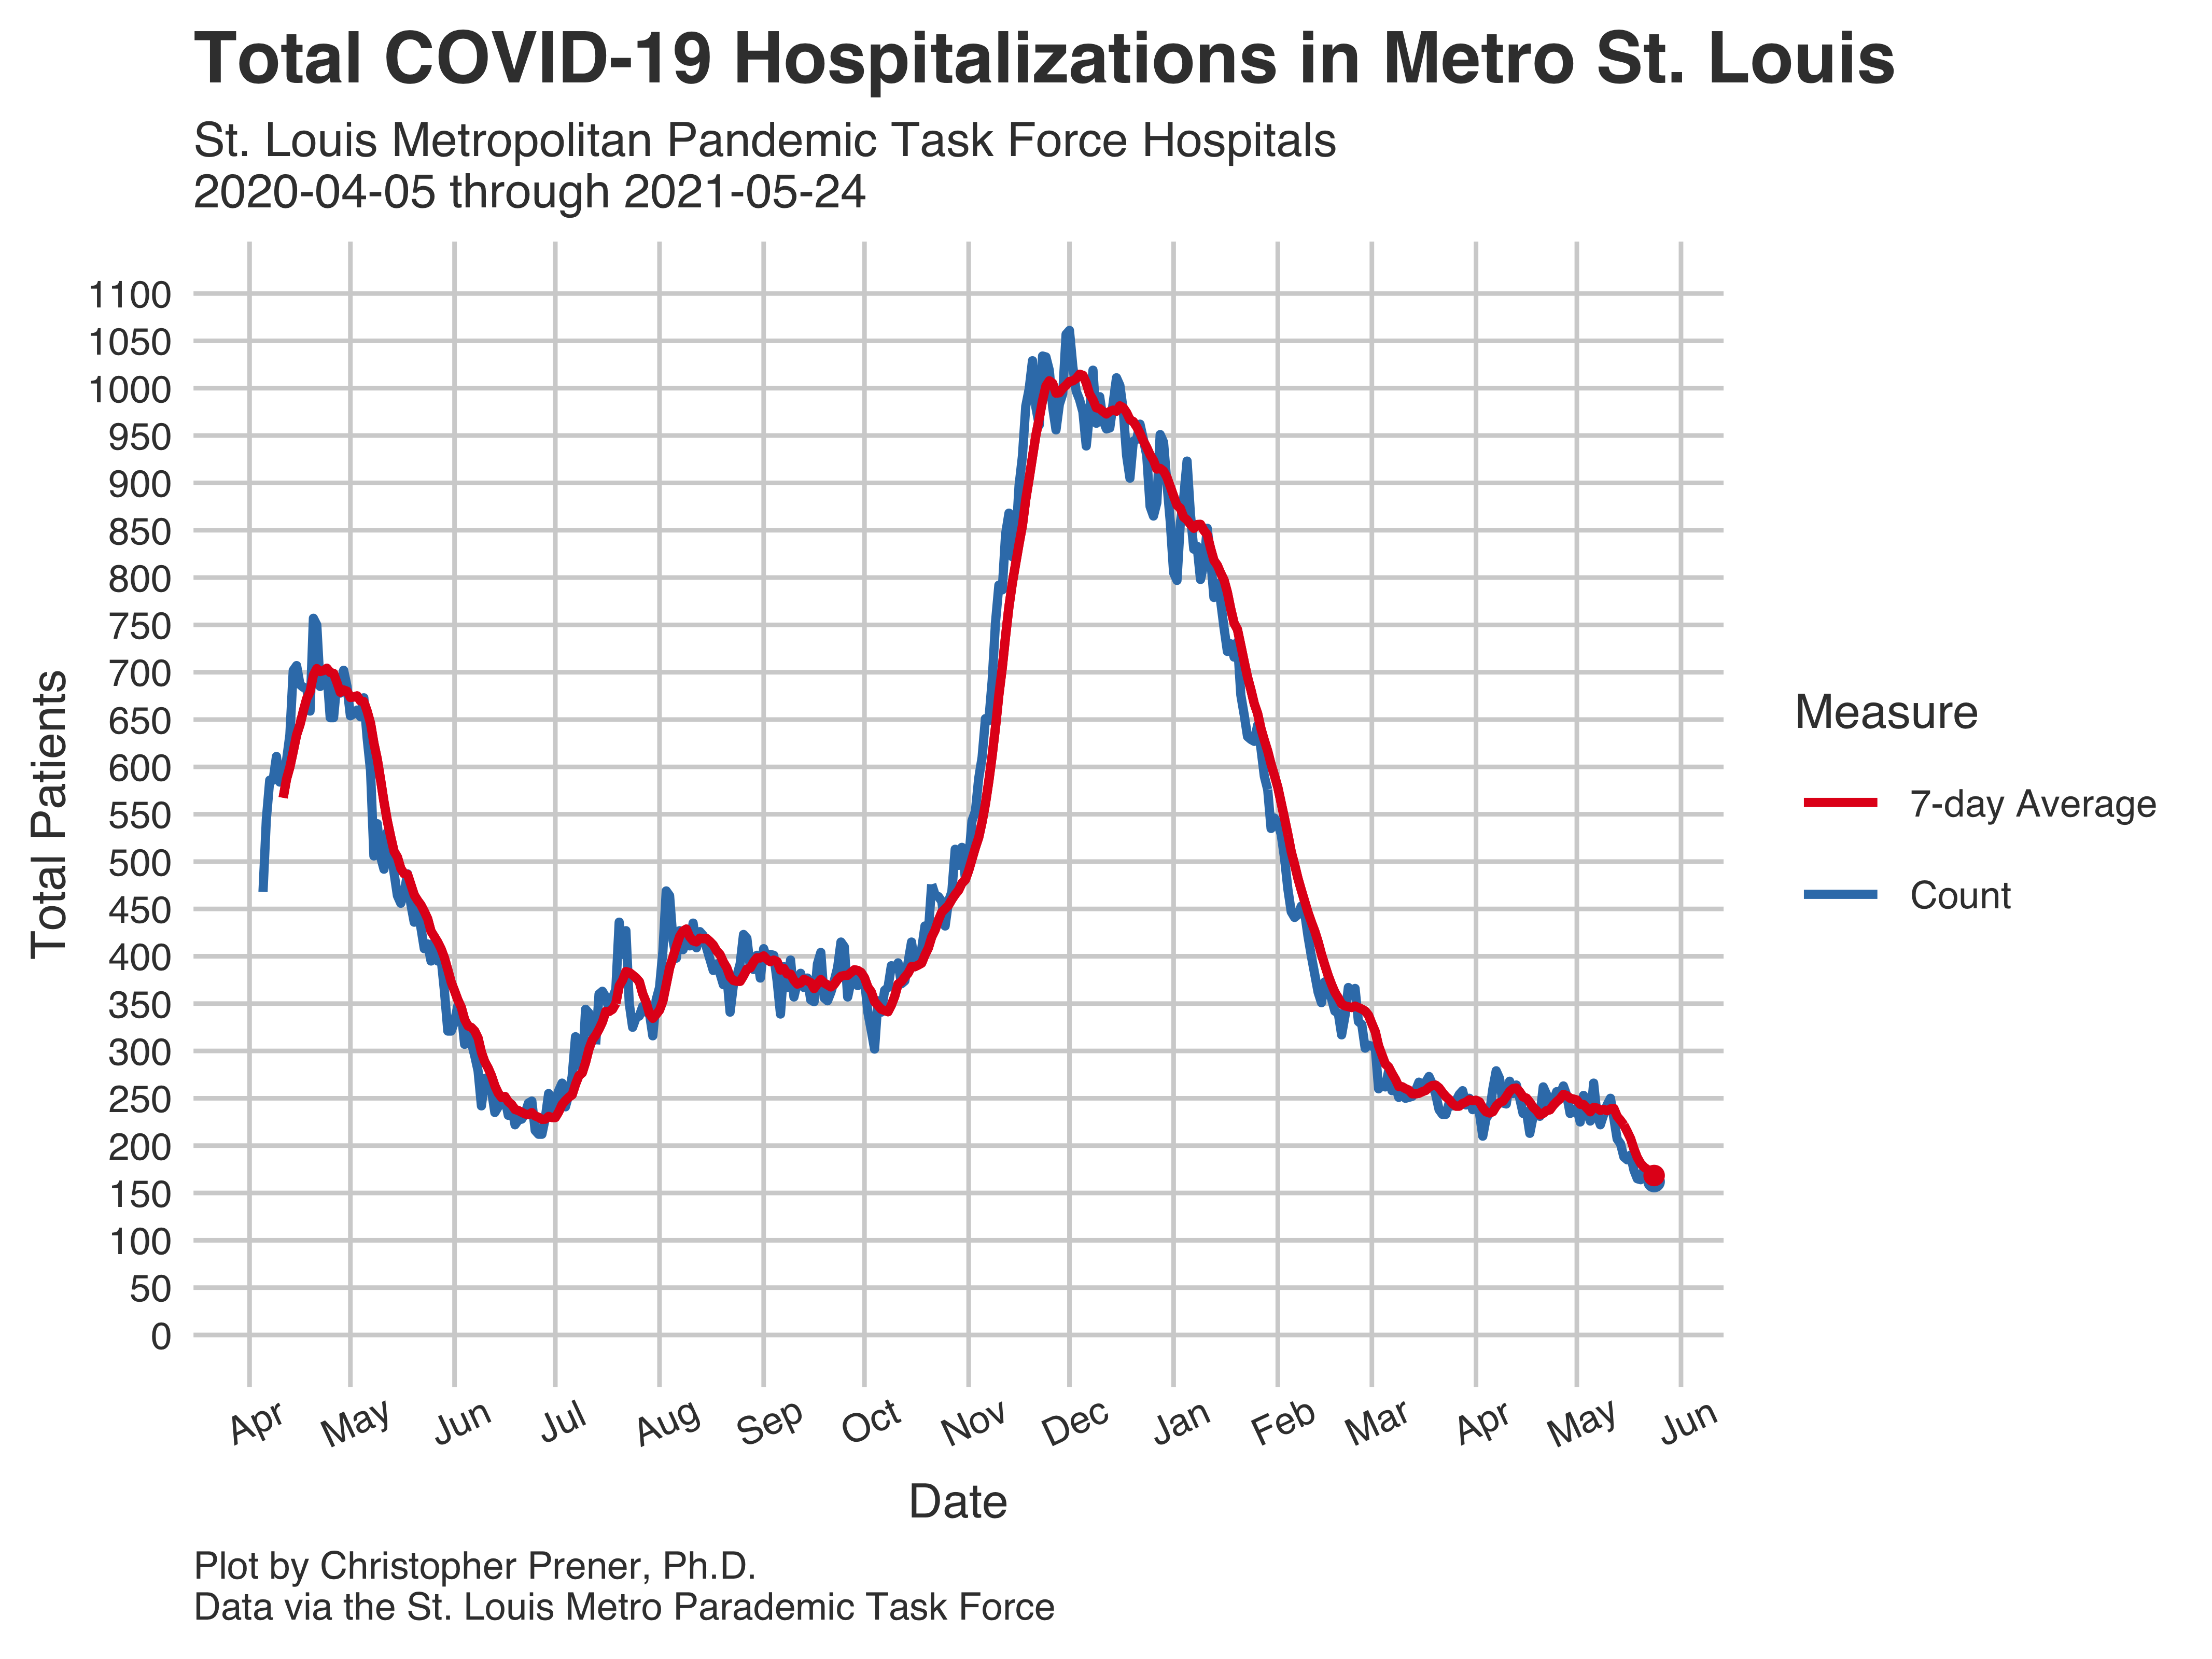 Total COVID-19 Hospitalizations in Metro St. Louis
St. Louis Metropolitan Pandemic Task Force Hospitals
2020-04-05 through 2021-05-24
1100
1050
1000
950
900
850
800
750
700
650
600
550
500
450
400
350
300
250
200
150
100
50
0
Total Patients
Apr May Jun Jul Aug Sep Oct Nov Dec Jan Feb Mar Apr May Jun
Date
Measure
7-day Average
Count
Plot by Christopher Prener, Ph.D.
Data via the St. Louis Metro Parademic Task Force